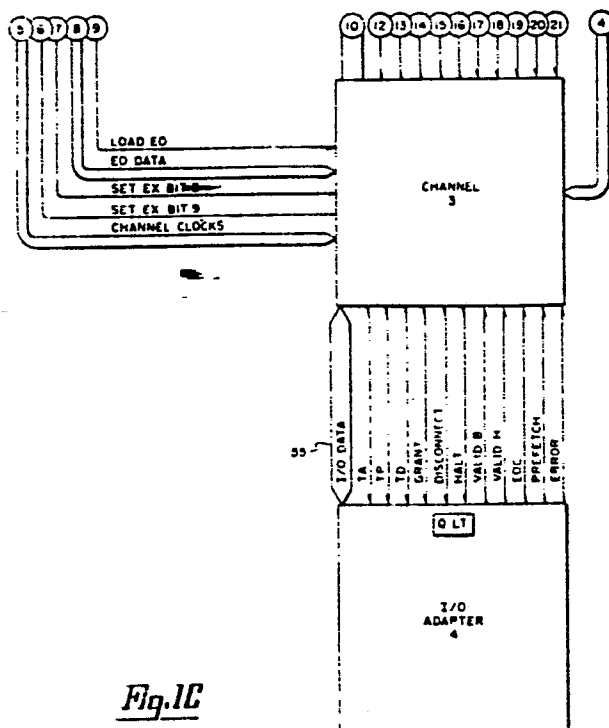 5 6 7 8 9 10 12 13 14 15 16 17 18 19 20 21 4
LOAD EO
EO DATA
SET EX BIT
SET EX BIT 9
CHANNEL CLOCKS
CHANNEL
3
55
I/O DATA
TA
TP
TD
GRANT
DISCONNECT
HALT
VALID B
VALID H
EOC
PREFETCH
ERROR
Q LT
I/O
ADAPTER
4
Fig.1C